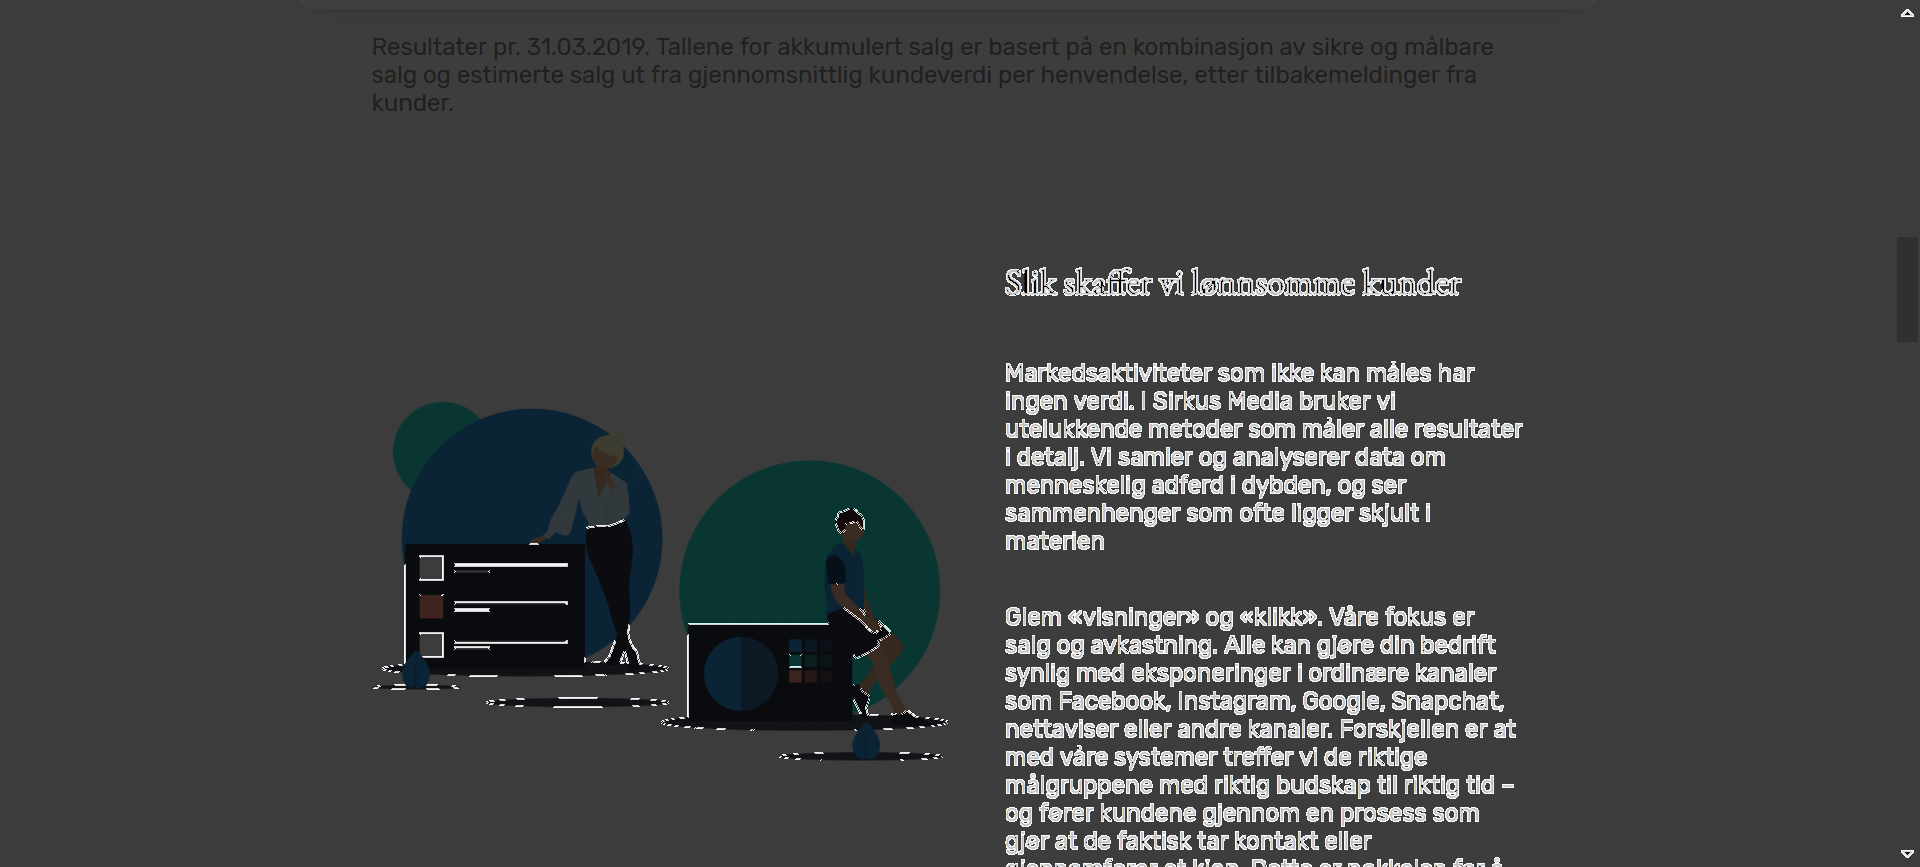 Resultater pr. 31.03.2019. Tallene for akkumulert salg er basert på en kombinasjon av sikre og målbare
salg og estimerte salg ut fra gjennomsnittlig kundeverdi per henvendelse, etter tilbakemeldinger fra
kunder.
Slik skaffer vi lønnsomme kunder
Markedsaktiviteter som ikke kan måles har
ingen verdi. I Sirkus Media bruker vi
utelukkende metoder som måler alle resultater
i detalj. Vi samler og analyserer data om
menneskelig adferd i dybden, og ser
sammenhenger som ofte ligger skjult i
materien
Glem «visninger» og «klikk». Våre fokus er
salg og avkastning. Alle kan gjøre din bedrift
synlig med eksponeringer i ordinære kanaler
som Facebook, Instagram, Google, Snapchat,
nettaviser eller andre kanaler. Forskjellen er at
med våre systemer treffer vi de riktige
målgruppene med riktig budskap til riktig tid –
og fører kundene gjennom en prosess som
gjør at de faktisk tar kontakt eller